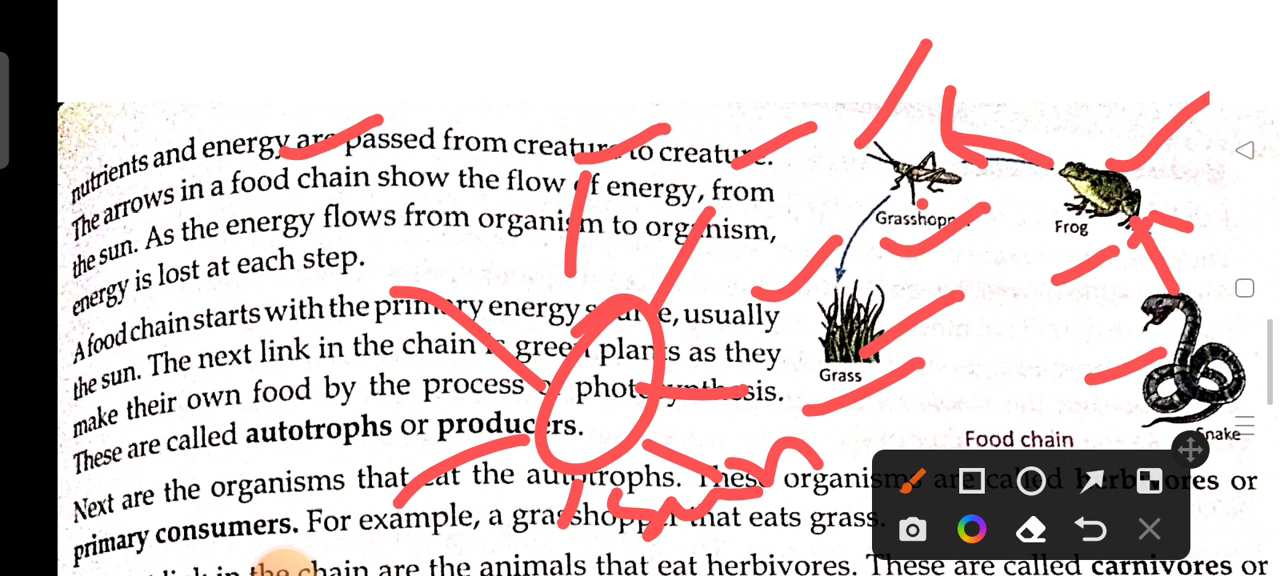 nutrients and energy are passed from creature to creature.
The arrows in a food chain show the flow of energy, from
the sun. As the energy flows from organism to organism,
energy is lost at each step.
A food chain starts with the primary energy source, usually
the sun. The next link in the chain is green plants as they
make their own food by the process of photosynthesis.
These are called autotrophs or producers.
Next are the organisms that eat the autotrophs. These organisms are called herbivores or
primary consumers. For example, a grasshopper that eats grass.
link in the chain are the animals that eat herbivores. These are called carnivores or
Grasshopp
Frog
Grass
Snake
Food chain